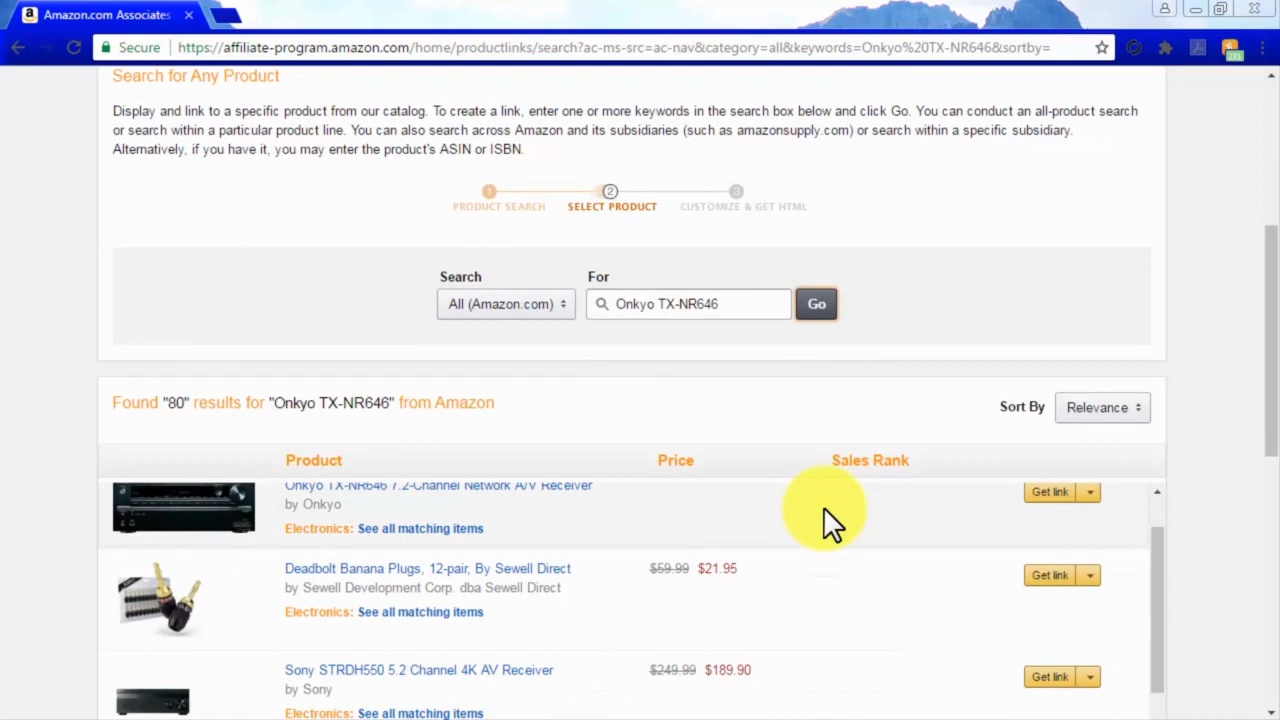 Amazon.com Associates
Secure https://affiliate-program.amazon.com/home/productlinks/search?ac-ms-src=ac-nav&category=all&keywords=Onkyo%20TX-NR646&sortby=
231
Search for Any Product
Display and link to a specific product from our catalog. To create a link, enter one or more keywords in the search box below and click Go. You can conduct an all-product search
or search within a particular product line. You can also search across Amazon and its subsidiaries (such as amazonsupply.com) or search within a specific subsidiary.
Alternatively, if you have it, you may enter the product's ASIN or ISBN.
1 2 3
PRODUCT SEARCH SELECT PRODUCT CUSTOMIZE & GET HTML
Search For
All (Amazon.com) Onkyo TX-NR646 Go
Found "80" results for "Onkyo TX-NR646" from Amazon
Sort By Relevance
Product Price Sales Rank
Onkyo TX-NR646 7.2-Channel Network A/V Receiver Get link
by Onkyo
Electronics: See all matching items
Deadbolt Banana Plugs, 12-pair, By Sewell Direct $59.99 $21.95 Get link
by Sewell Development Corp. dba Sewell Direct
Electronics: See all matching items
Sony STRDH550 5.2 Channel 4K AV Receiver $249.99 $189.90 Get link
by Sony
Electronics: See all matching items